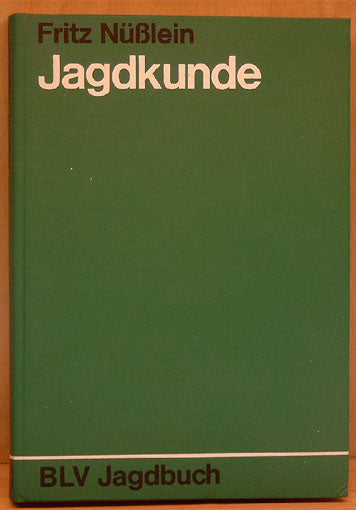 Fritz Nüßlein
Jagdkunde
BLV Jagdbuch